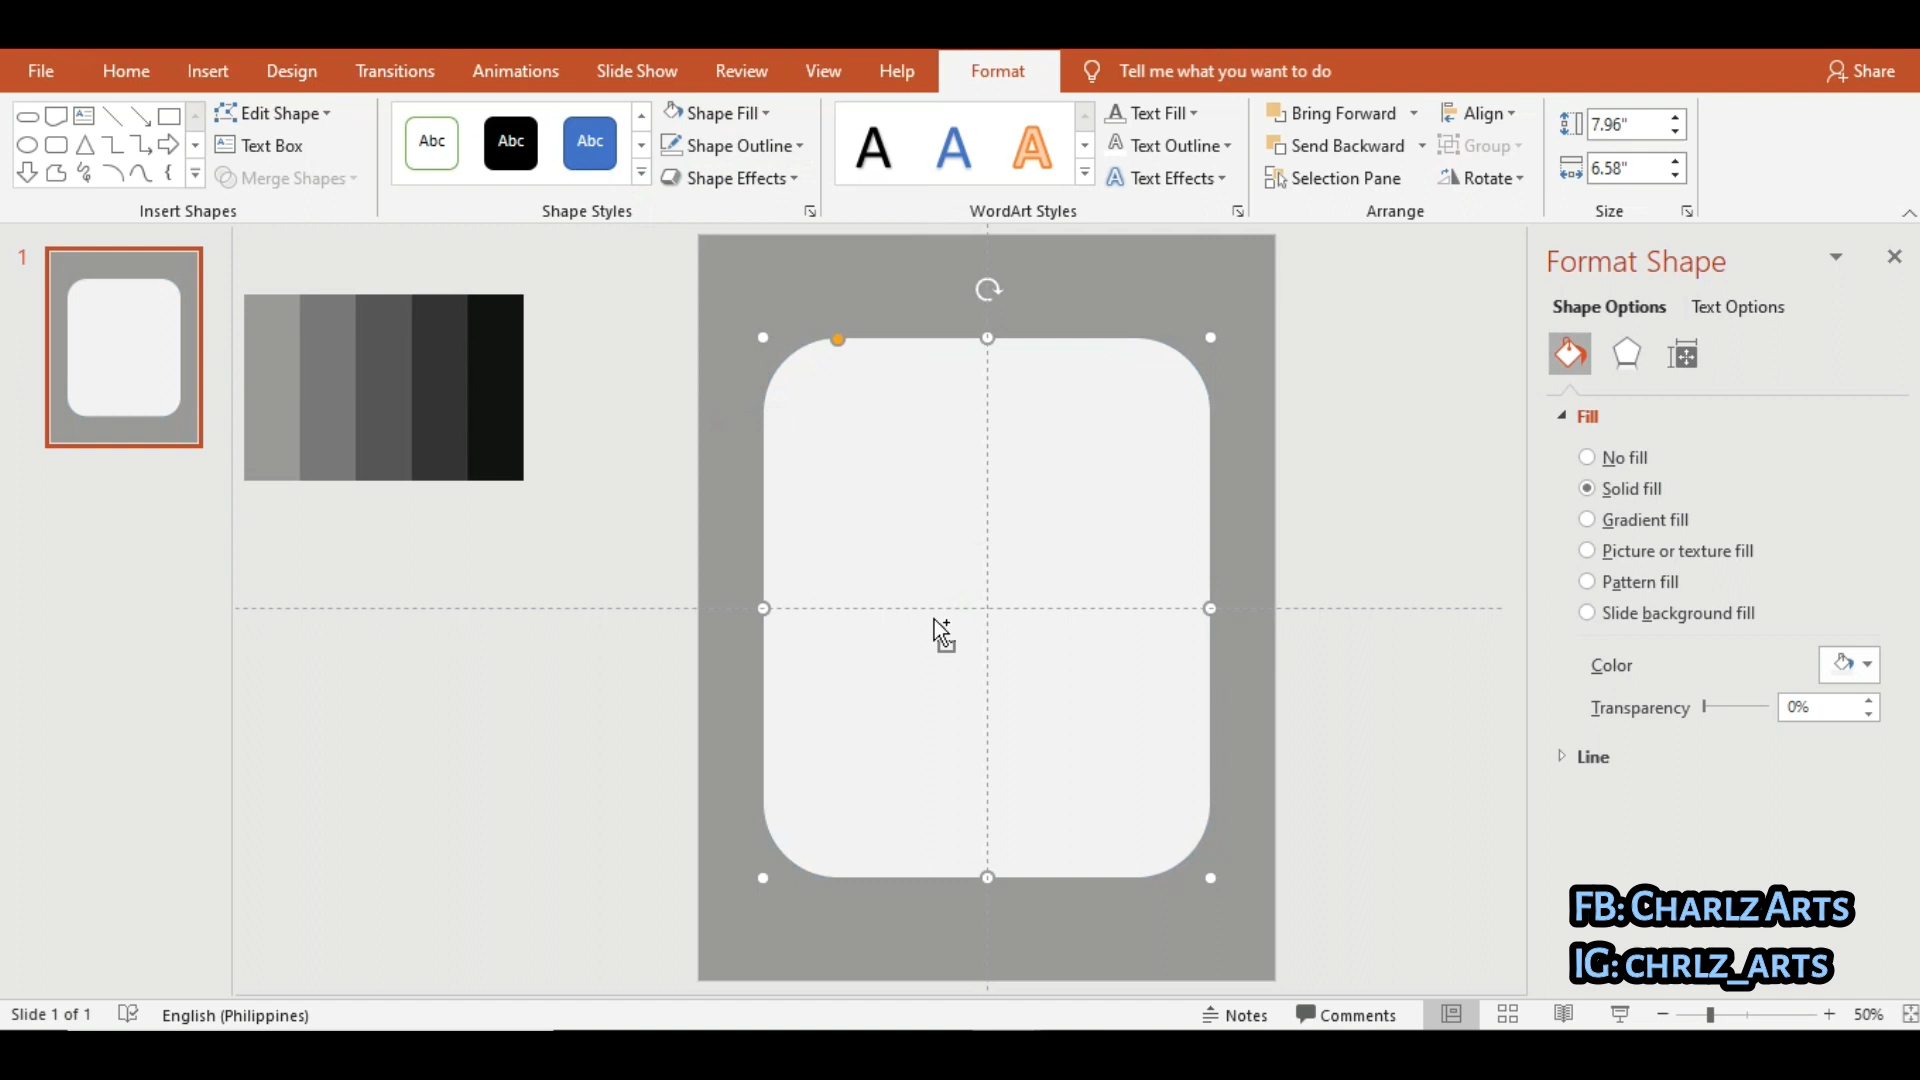 File Home Insert Design Transitions Animations Slide Show Review View Help Format Tell me what you want to do Share
Edit Shape
Text Box
Merge Shapes
Insert Shapes
Abc Abc Abc
Shape Fill
Shape Outline
Shape Effects
Shape Styles
A A A
Text Fill
Text Outline
Text Effects
WordArt Styles
Bring Forward
Send Backward
Selection Pane
Align
Group
Rotate
Arrange
7.96"
6.58"
Size
1
Format Shape
Shape Options Text Options
Fill
No fill
Solid fill
Gradient fill
Picture or texture fill
Pattern fill
Slide background fill
Color
Transparency 0%
Line
FB: Charlz Arts
IG: chrlz_arts
Slide 1 of 1 English (Philippines) Notes Comments 50%